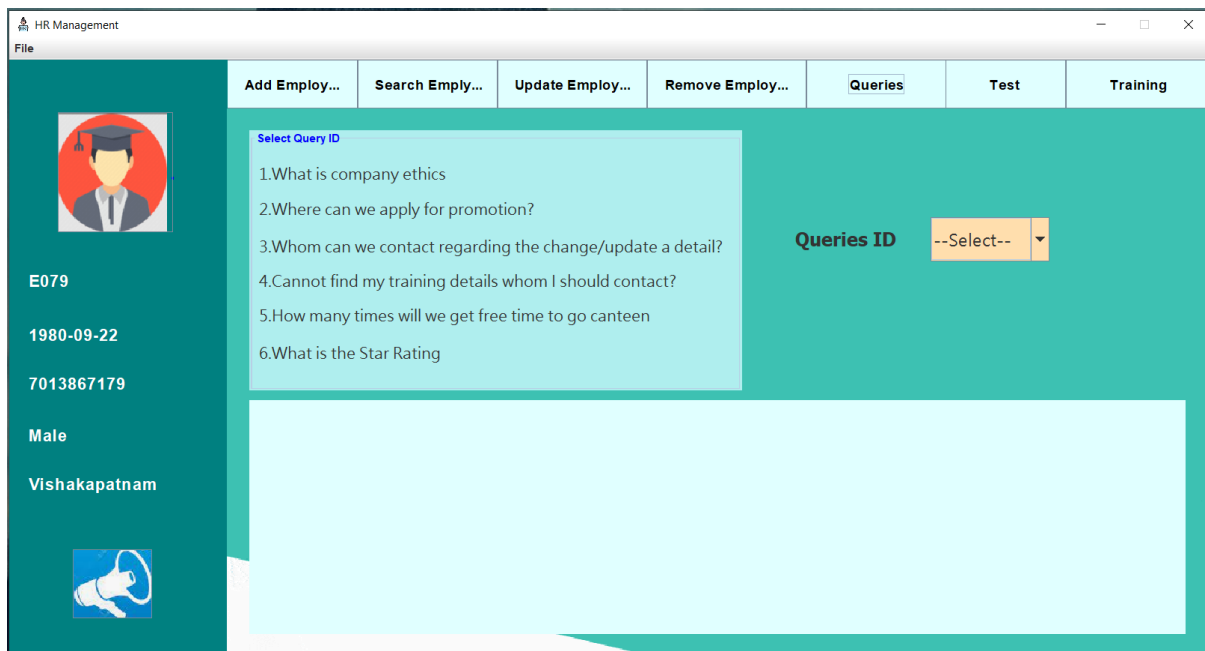 HR Management
File
Add Employ... Search Emply... Update Employ... Remove Employ... Queries Test Training
E079
1980-09-22
7013867179
Male
Vishakapatnam
Select Query ID
1.What is company ethics
2.Where can we apply for promotion?
3.Whom can we contact regarding the change/update a detail?
4.Cannot find my training details whom I should contact?
5.How many times will we get free time to go canteen
6.What is the Star Rating
Queries ID --Select--